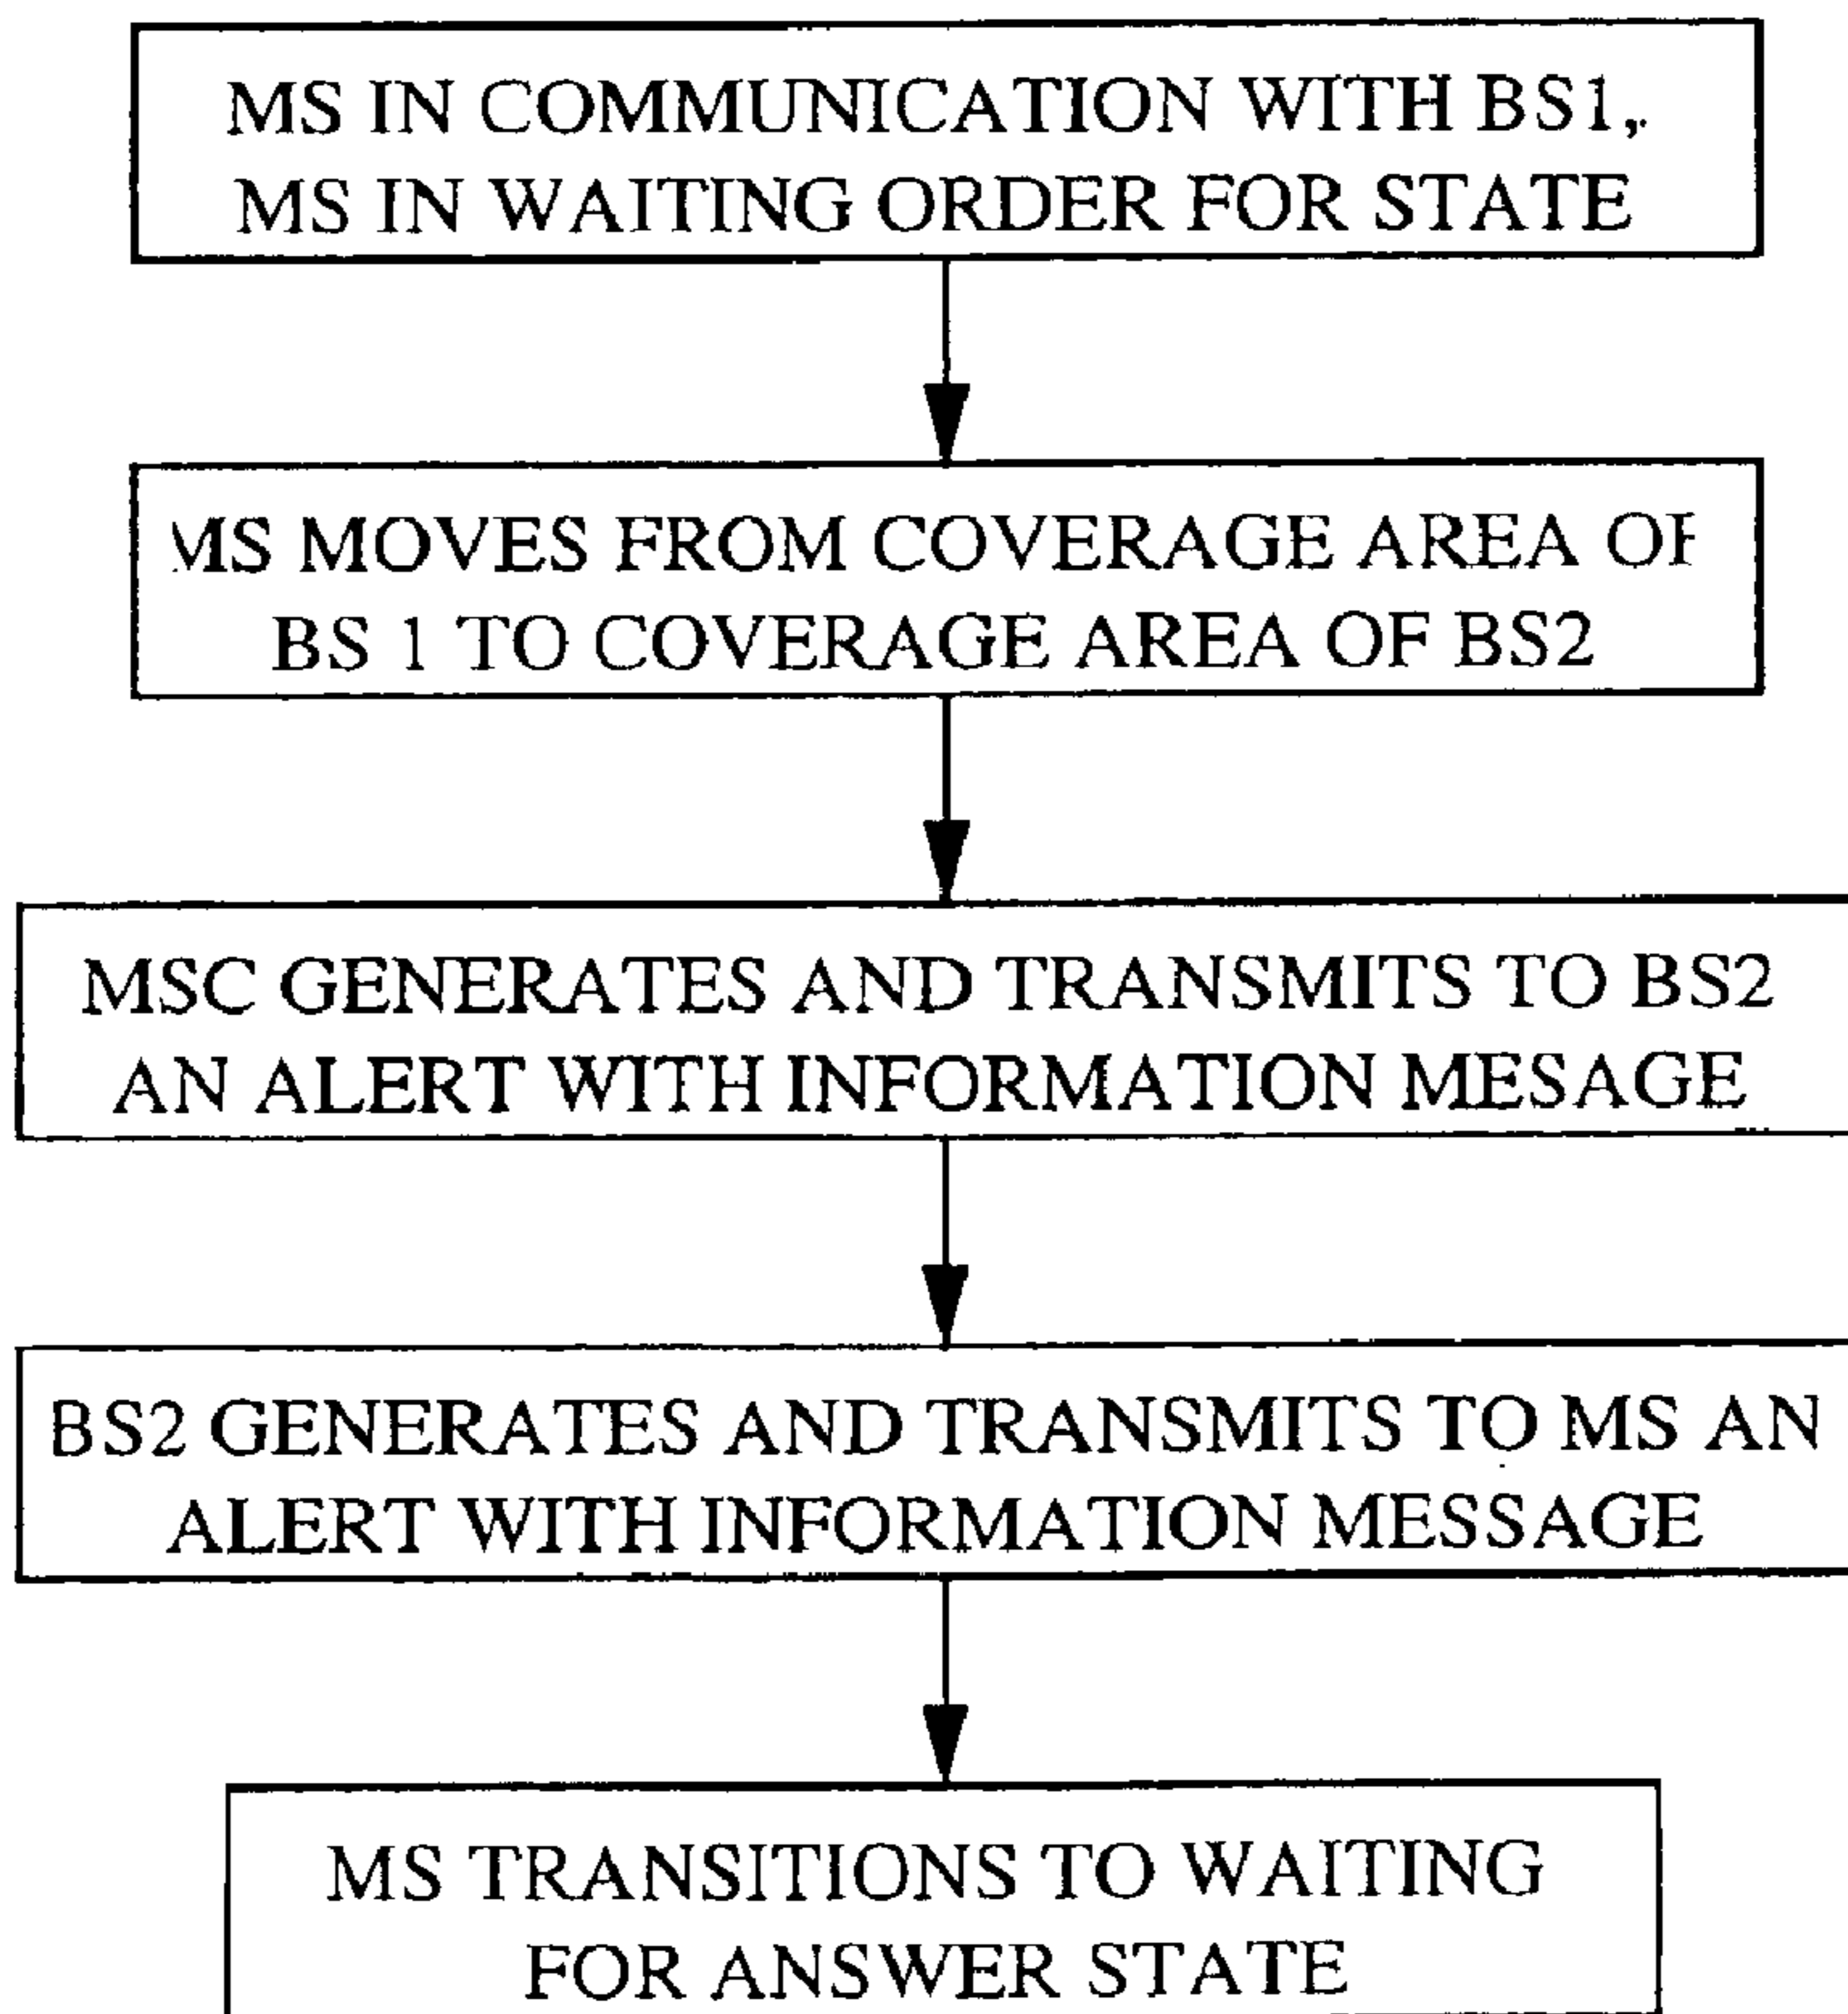 MS IN COMMUNICATION WITH BS1,
MS IN WAITING ORDER FOR STATE
MS MOVES FROM COVERAGE AREA OF
BS 1 TO COVERAGE AREA OF BS2
MSC GENERATES AND TRANSMITS TO BS2
AN ALERT WITH INFORMATION MESAGE
BS2 GENERATES AND TRANSMITS TO MS AN
ALERT WITH INFORMATION MESSAGE
MS TRANSITIONS TO WAITING
FOR ANSWER STATE